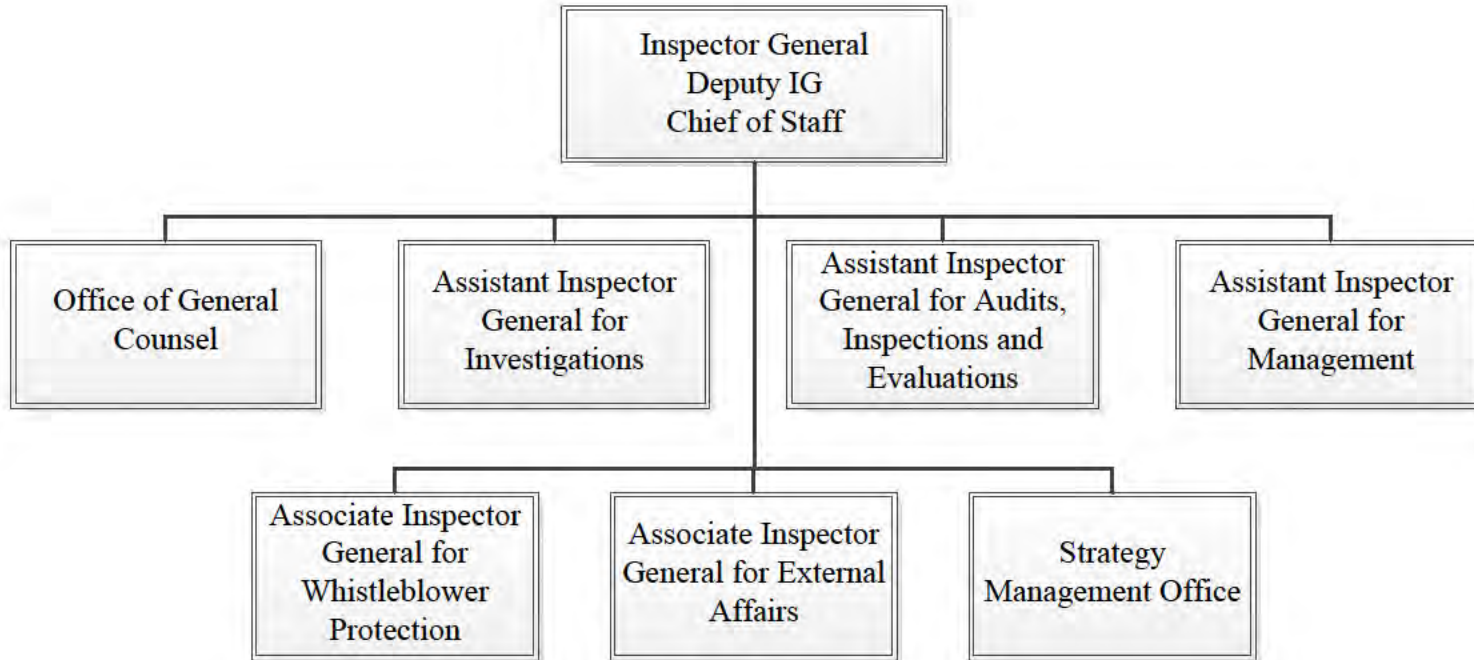 Inspector General
Deputy IG
Chief of Staff
Office of General
Counsel
Assistant Inspector
General for
Investigations
Assistant Inspector
General for Audits,
Inspections and
Evaluations
Assistant Inspector
General for
Management
Associate Inspector
General for
Whistleblower
Protection
Associate Inspector
General for External
Affairs
Strategy
Management Office